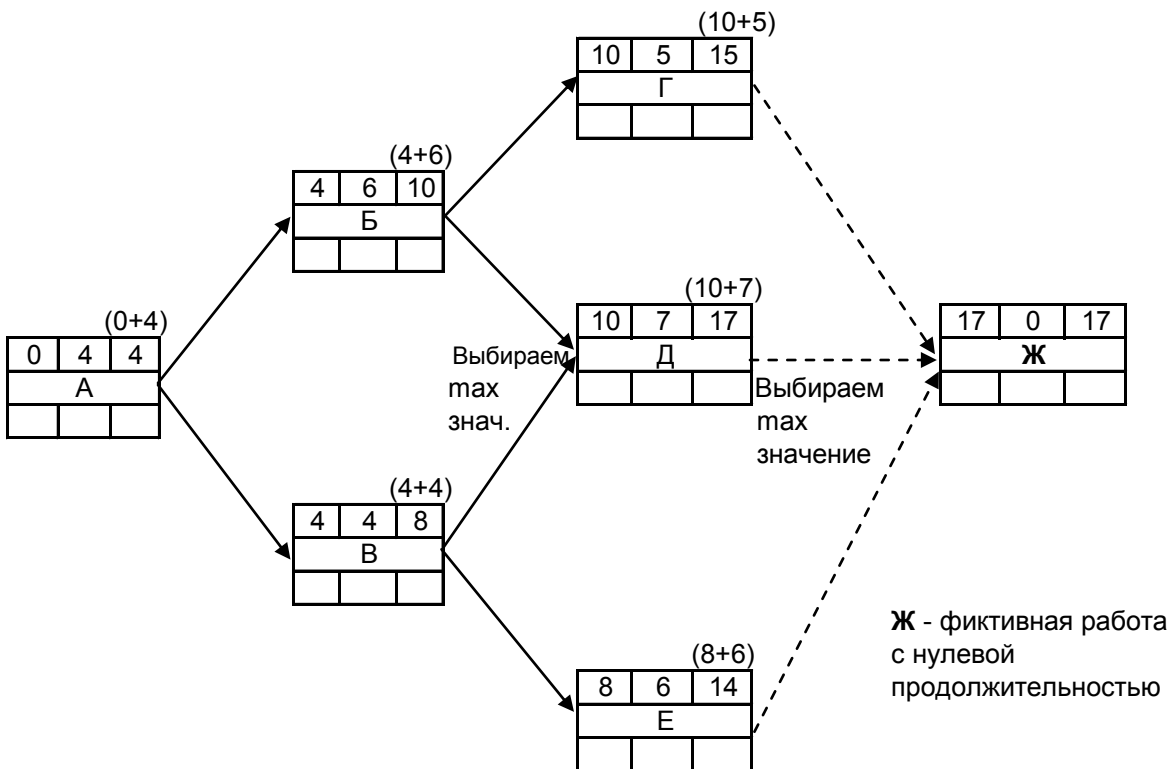 (10+5)
10 5 15
Г
(4+6)
4 6 10
Б
(10+7)
10 7 17
Д
(0+4)
0 4 4
А
Выбираем
max
знач.
Выбираем
max
значение
17 0 17
Ж
(4+4)
4 4 8
В
(8+6)
8 6 14
Е
Ж - фиктивная работа
с нулевой
продолжительностью